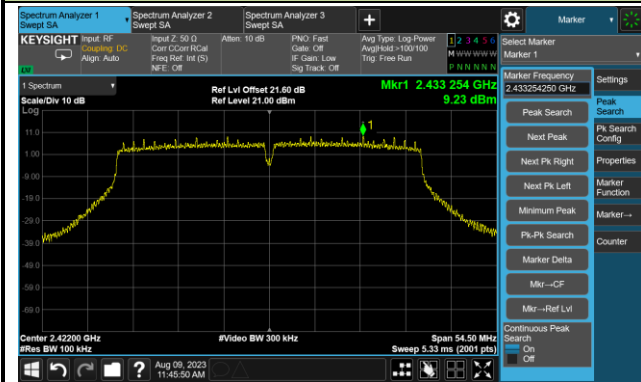 Spectrum Analyzer 1
Swept SA
Spectrum Analyzer 2
Swept SA
Spectrum Analyzer 3
Swept SA
+
Marker
KEYSIGHT
Input: RF
Coupling: DC
Align: Auto
Input Z: 50 Ω
Corr CCorr RCal
Freq Ref: Int (S)
NFE: Off
Atten: 10 dB
PNO: Fast
Gate: Off
IF Gain: Low
Sig Track: Off
Avg Type: Log-Power
Avg|Hold:>100/100
Trig: Free Run
1 2 3 4 5 6
M W W W W W
P N N N N N
Select Marker
Marker 1
1 Spectrum
Scale/Div 10 dB
Log
Ref Lvl Offset 21.60 dB
Ref Level 21.00 dBm
Mkr1 2.433 254 GHz
9.23 dBm
1
11.0
1.00
-9.00
-19.0
-29.0
-39.0
-49.0
-59.0
-69.0
Center 2.42200 GHz
#Res BW 100 kHz
#Video BW 300 kHz
Span 54.50 MHz
Sweep 5.33 ms (2001 pts)
Marker Frequency
2.433254250 GHz
Peak Search
Next Peak
Next Pk Right
Next Pk Left
Minimum Peak
Pk-Pk Search
Marker Delta
Mkr→CF
Mkr→Ref Lvl
Continuous Peak
Search
On
Off
Settings
Peak
Search
Pk Search
Config
Properties
Marker
Function
Marker→
Counter
?
Aug 09, 2023
11:45:50 AM